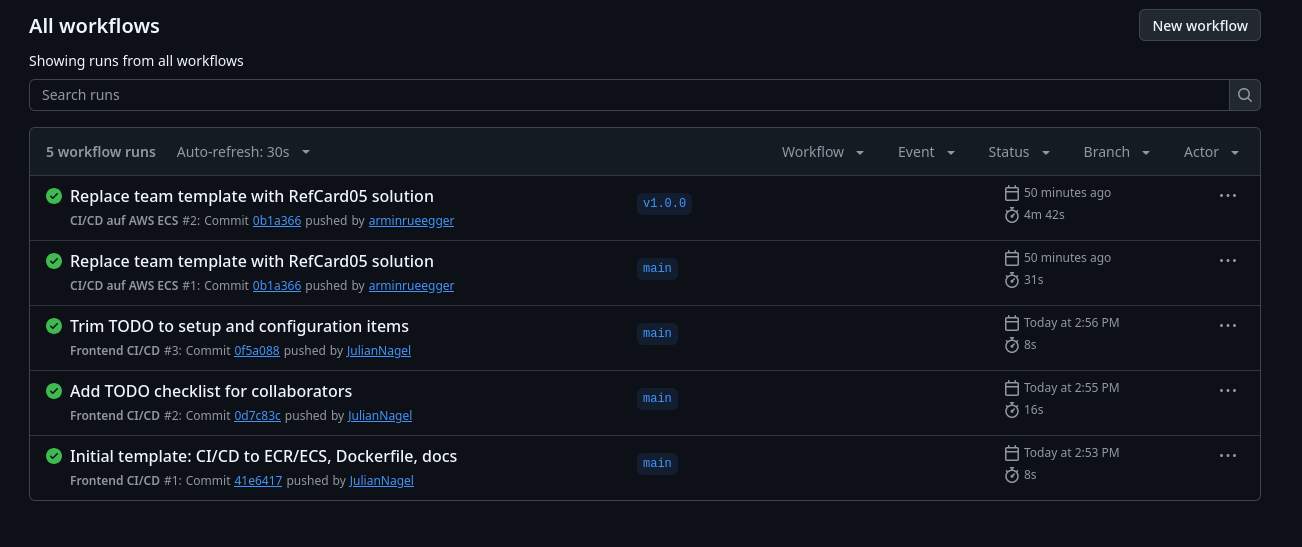 All workflows
New workflow
Showing runs from all workflows
Search runs
5 workflow runs Auto-refresh: 30s Workflow Event Status Branch Actor
Replace team template with RefCard05 solution
CI/CD auf AWS ECS #2: Commit 0b1a366 pushed by arminrueegger
v1.0.0
50 minutes ago
4m 42s
Replace team template with RefCard05 solution
CI/CD auf AWS ECS #1: Commit 0b1a366 pushed by arminrueegger
main
50 minutes ago
31s
Trim TODO to setup and configuration items
Frontend CI/CD #3: Commit 0f5a088 pushed by JulianNagel
main
Today at 2:56 PM
8s
Add TODO checklist for collaborators
Frontend CI/CD #2: Commit 0d7c83c pushed by JulianNagel
main
Today at 2:55 PM
16s
Initial template: CI/CD to ECR/ECS, Dockerfile, docs
Frontend CI/CD #1: Commit 41e6417 pushed by JulianNagel
main
Today at 2:53 PM
8s